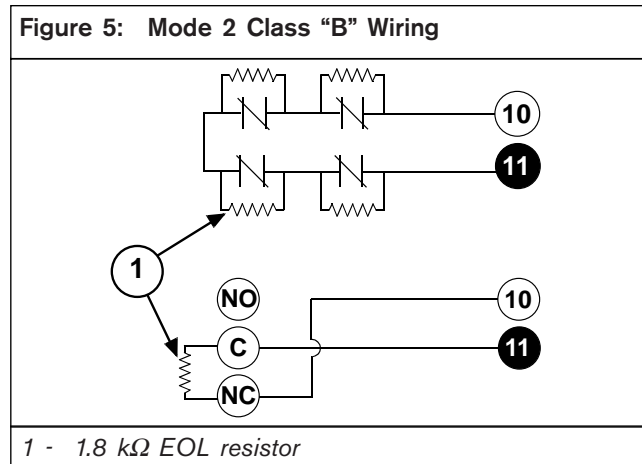 Figure 5: Mode 2 Class “B” Wiring
10
11
1
NO
10
C
11
NC
1 - 1.8 kΩ EOL resistor